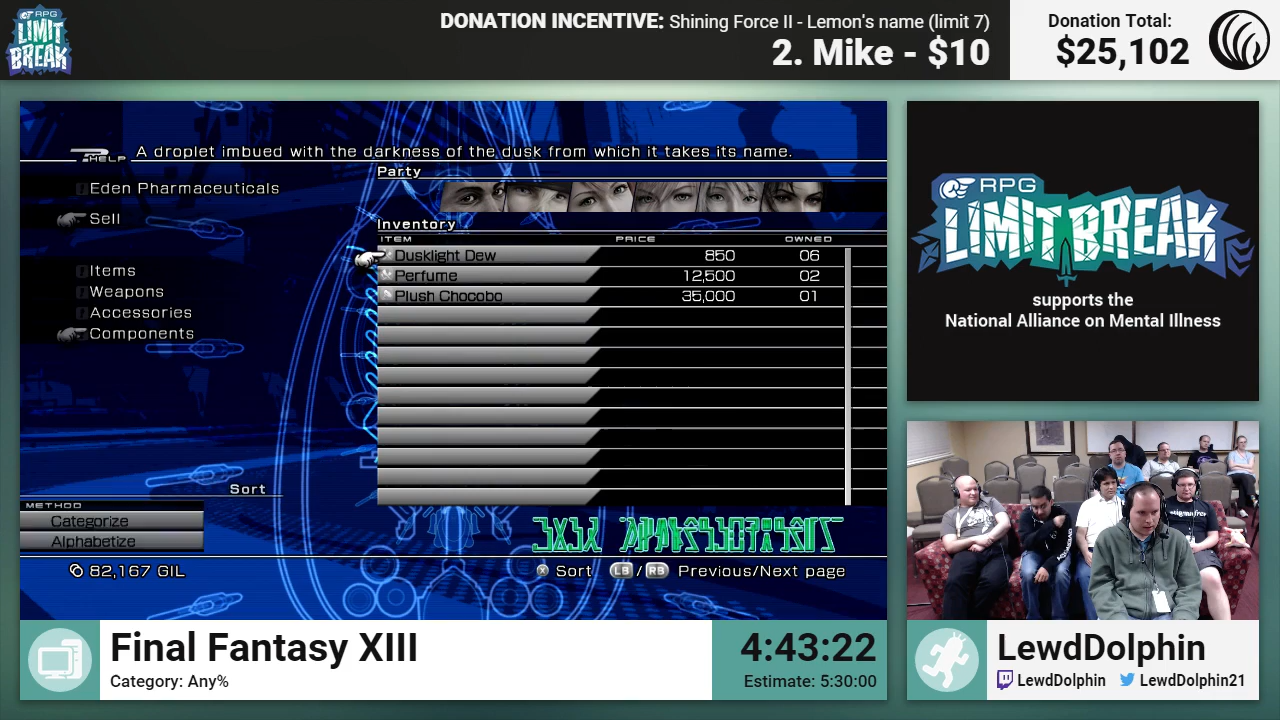 RPG
LIMIT
BREAK
DONATION INCENTIVE: Shining Force II - Lemon's name (limit 7)
2. Mike - $10
Donation Total:
$25,102
HELP
A droplet imbued with the darkness of the dusk from which it takes its name.
Party
Eden Pharmaceuticals
Sell
Inventory
ITEM PRICE OWNED
Dusklight Dew 850 06
Perfume 12,500 02
Plush Chocobo 35,000 01
Items
Weapons
Accessories
Components
Sort
METHOD
Categorize
Alphabetize
82,167 GIL
X Sort LB / RB Previous/Next page
RPG
LIMIT BREAK
supports the
National Alliance on Mental Illness
Final Fantasy XIII
Category: Any%
4:43:22
Estimate: 5:30:00
LewdDolphin
LewdDolphin LewdDolphin21